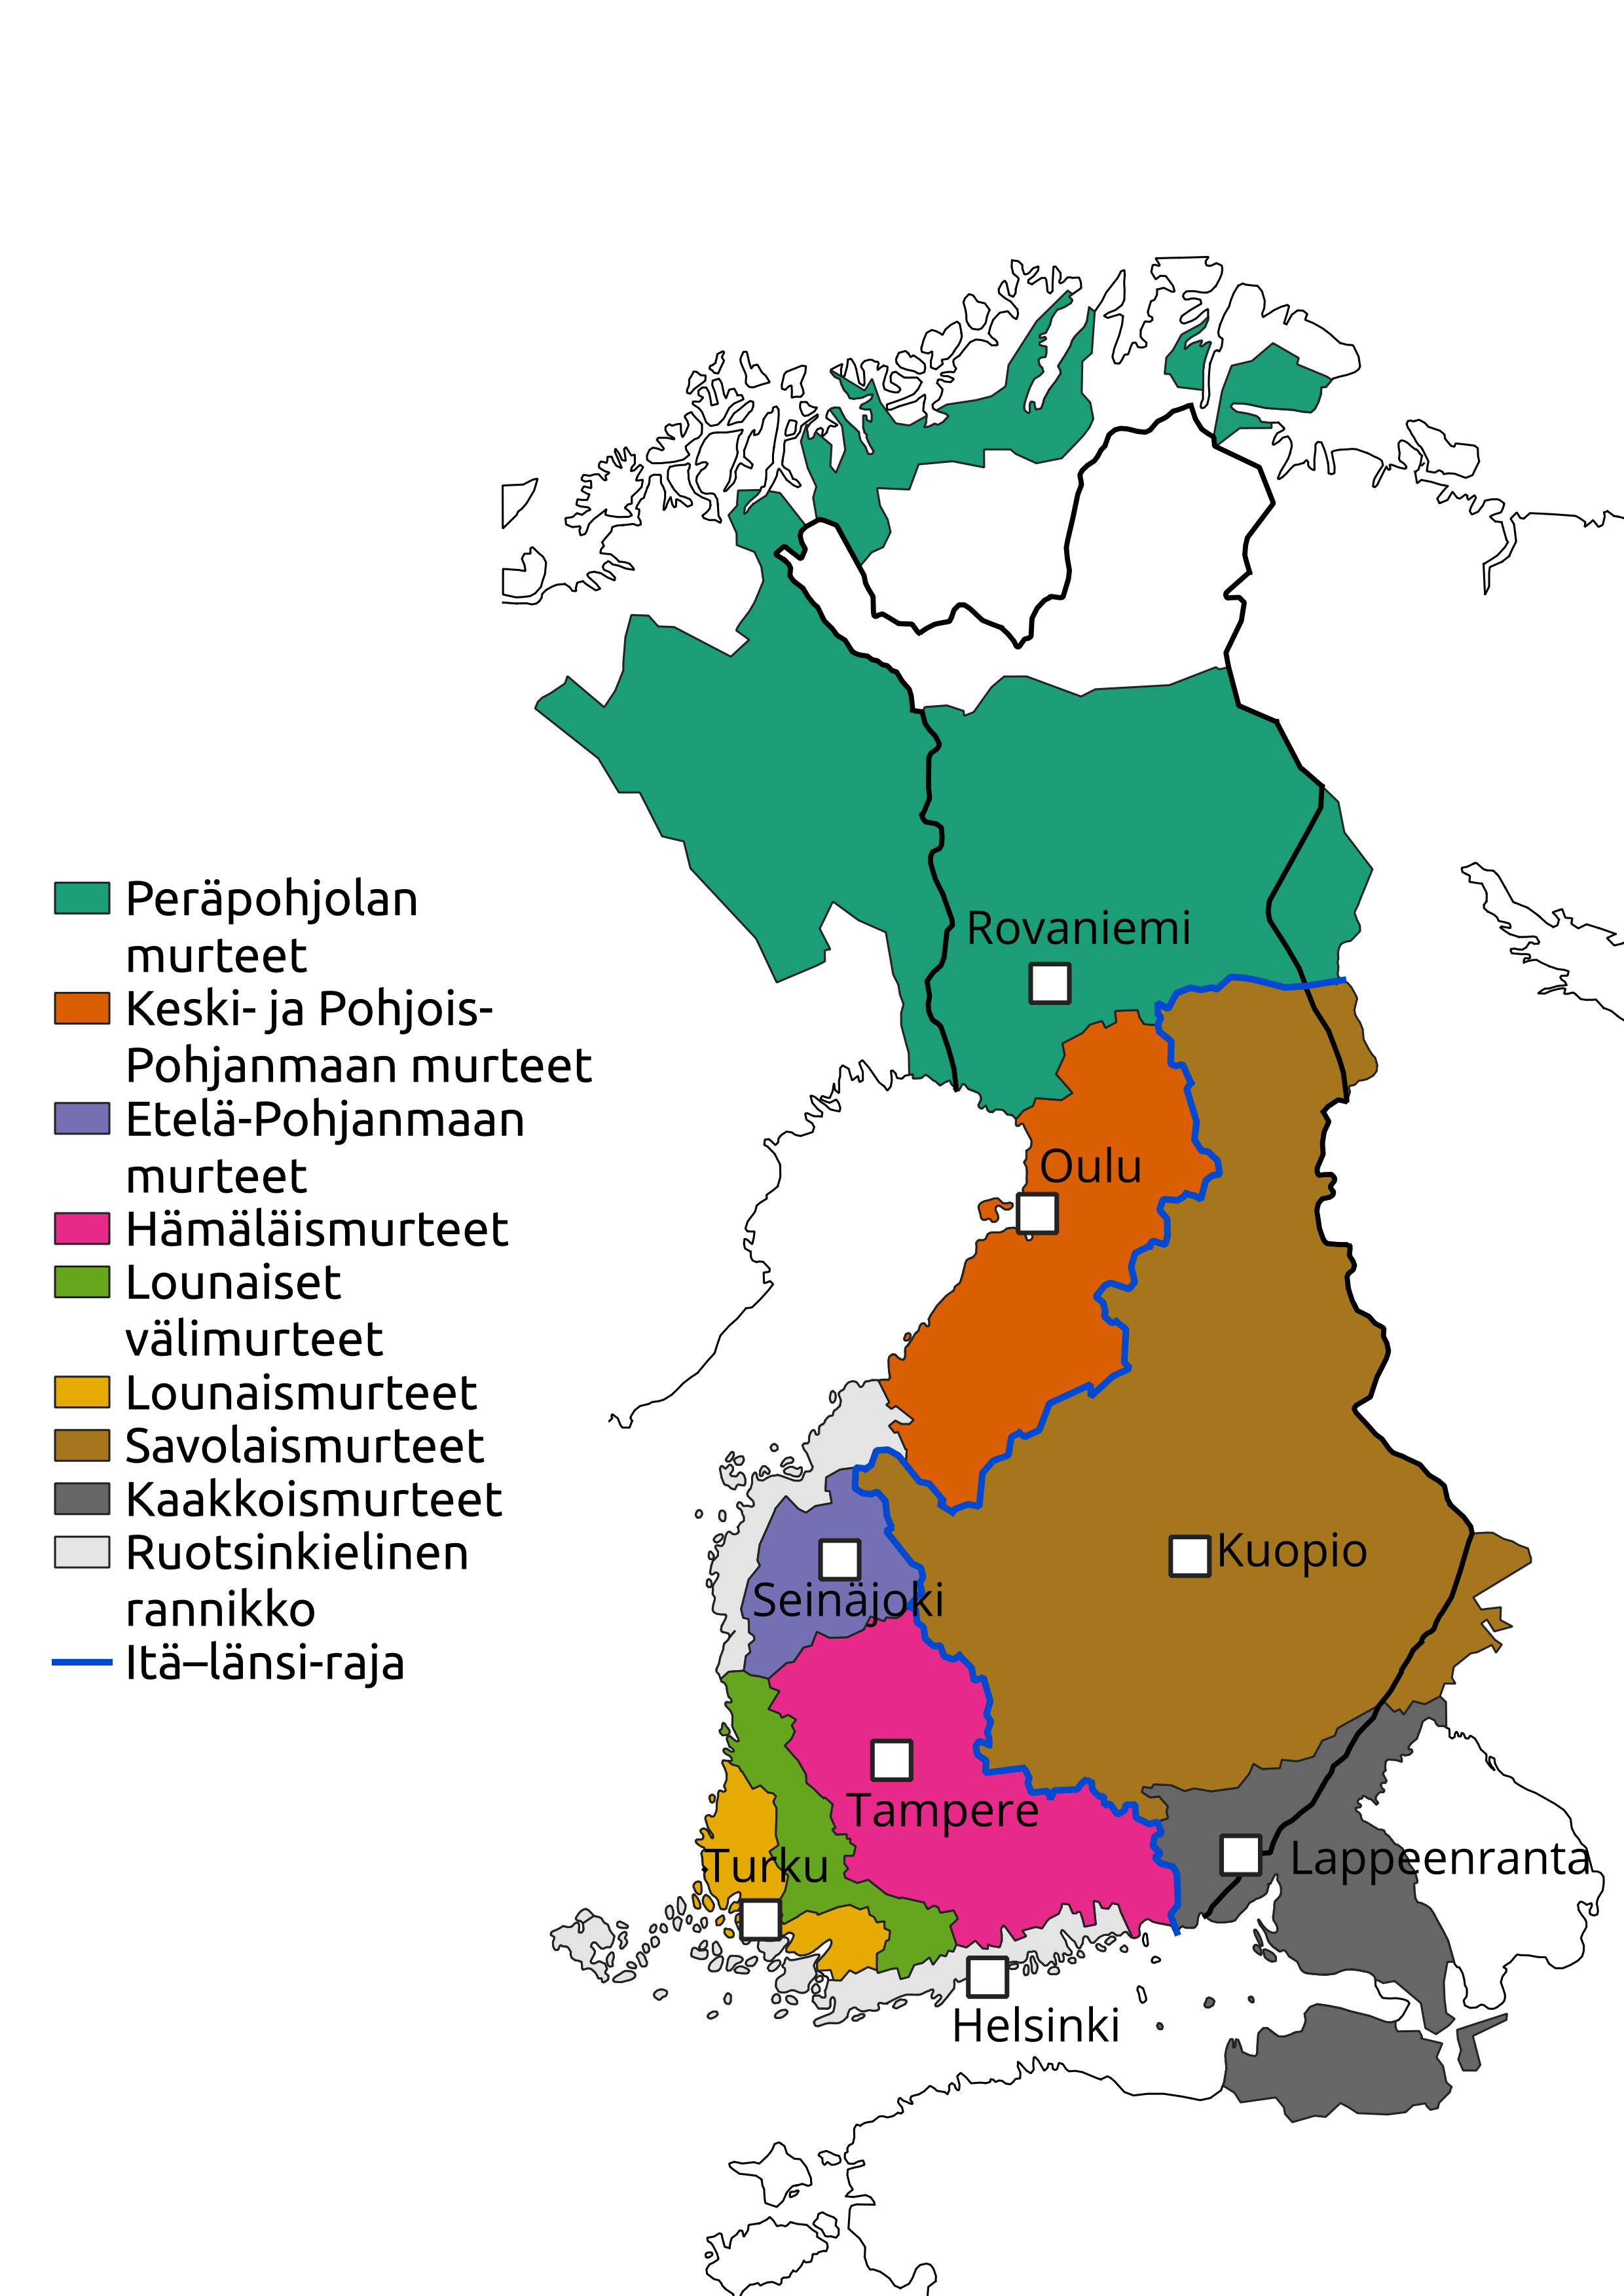 Peräpohjolan
murteet
Keski- ja Pohjois-
Pohjanmaan murteet
Etelä-Pohjanmaan
murteet
Hämäläismurteet
Lounaiset
välimurteet
Lounaismurteet
Savolaismurteet
Kaakkoismurteet
Ruotsinkielinen
rannikko
Itä–länsi-raja
Rovaniemi
Oulu
Kuopio
Seinäjoki
Tampere
Turku
Lappeenranta
Helsinki